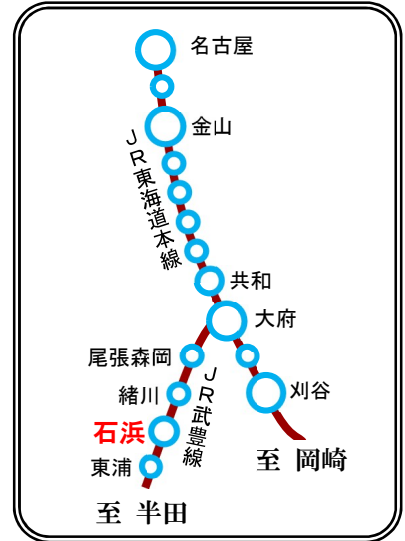 名古屋
金山
JR東海道本線
共和
大府
尾張森岡
緒川
JR武豊線
刈谷
石浜
東浦
至 岡崎
至 半田